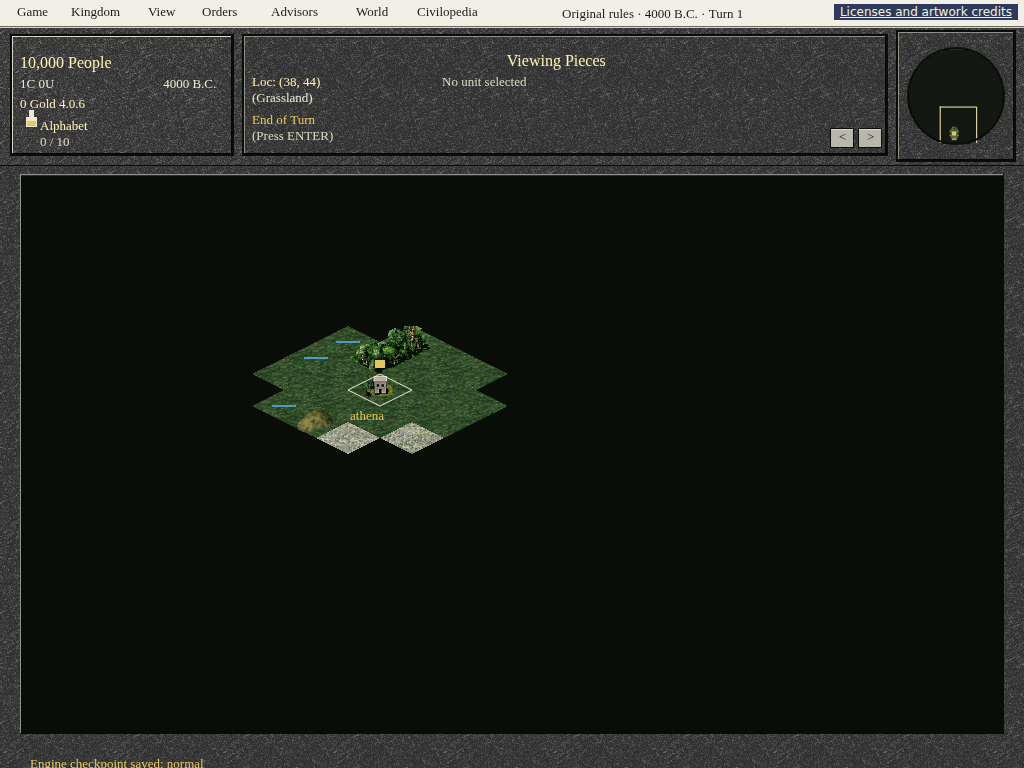 Game Kingdom View Orders Advisors World Civilopedia Original rules · 4000 B.C. · Turn 1 Licenses and artwork credits
10,000 People
1C 0U 4000 B.C.
0 Gold 4.0.6
Alphabet
0 / 10
Viewing Pieces
Loc: (38, 44) No unit selected
(Grassland)
End of Turn
(Press ENTER)
< >
athena
Engine checkpoint saved: normal